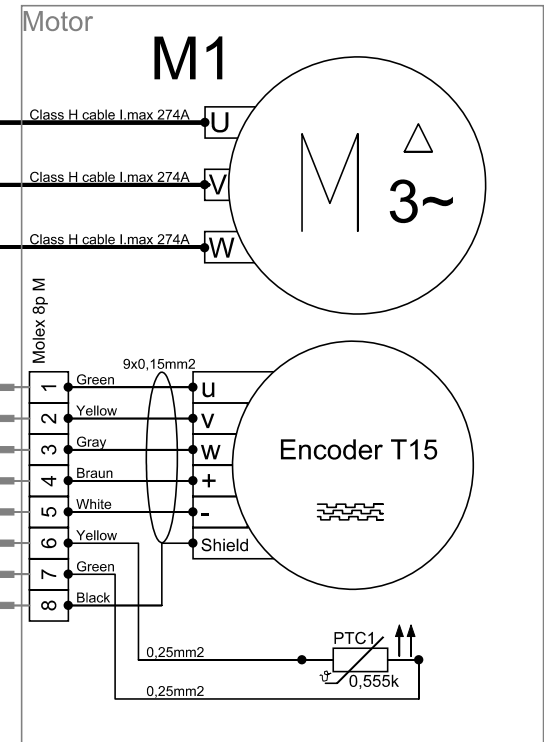 Motor
M1
Class H cable I.max 274A
U
Class H cable I.max 274A
V
Class H cable I.max 274A
W
M
3~
Molex 8p M
9x0,15mm2
1 Green u
2 Yellow v
3 Gray w
4 Braun +
5 White -
6 Yellow Shield
7 Green
8 Black
Encoder T15
PTC1
0,25mm2
ϑ 0,555k
0,25mm2